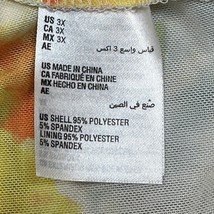 US 3X
CA 3X
MX 3X
AE قياس واسع 3 اكس
US MADE IN CHINA
CA FABRIQUÉ EN CHINE
MX HECHO EN CHINA
AE صنع في الصين
US SHELL 95% POLYESTER
5% SPANDEX
LINING 95% POLYESTER
5% SPANDEX